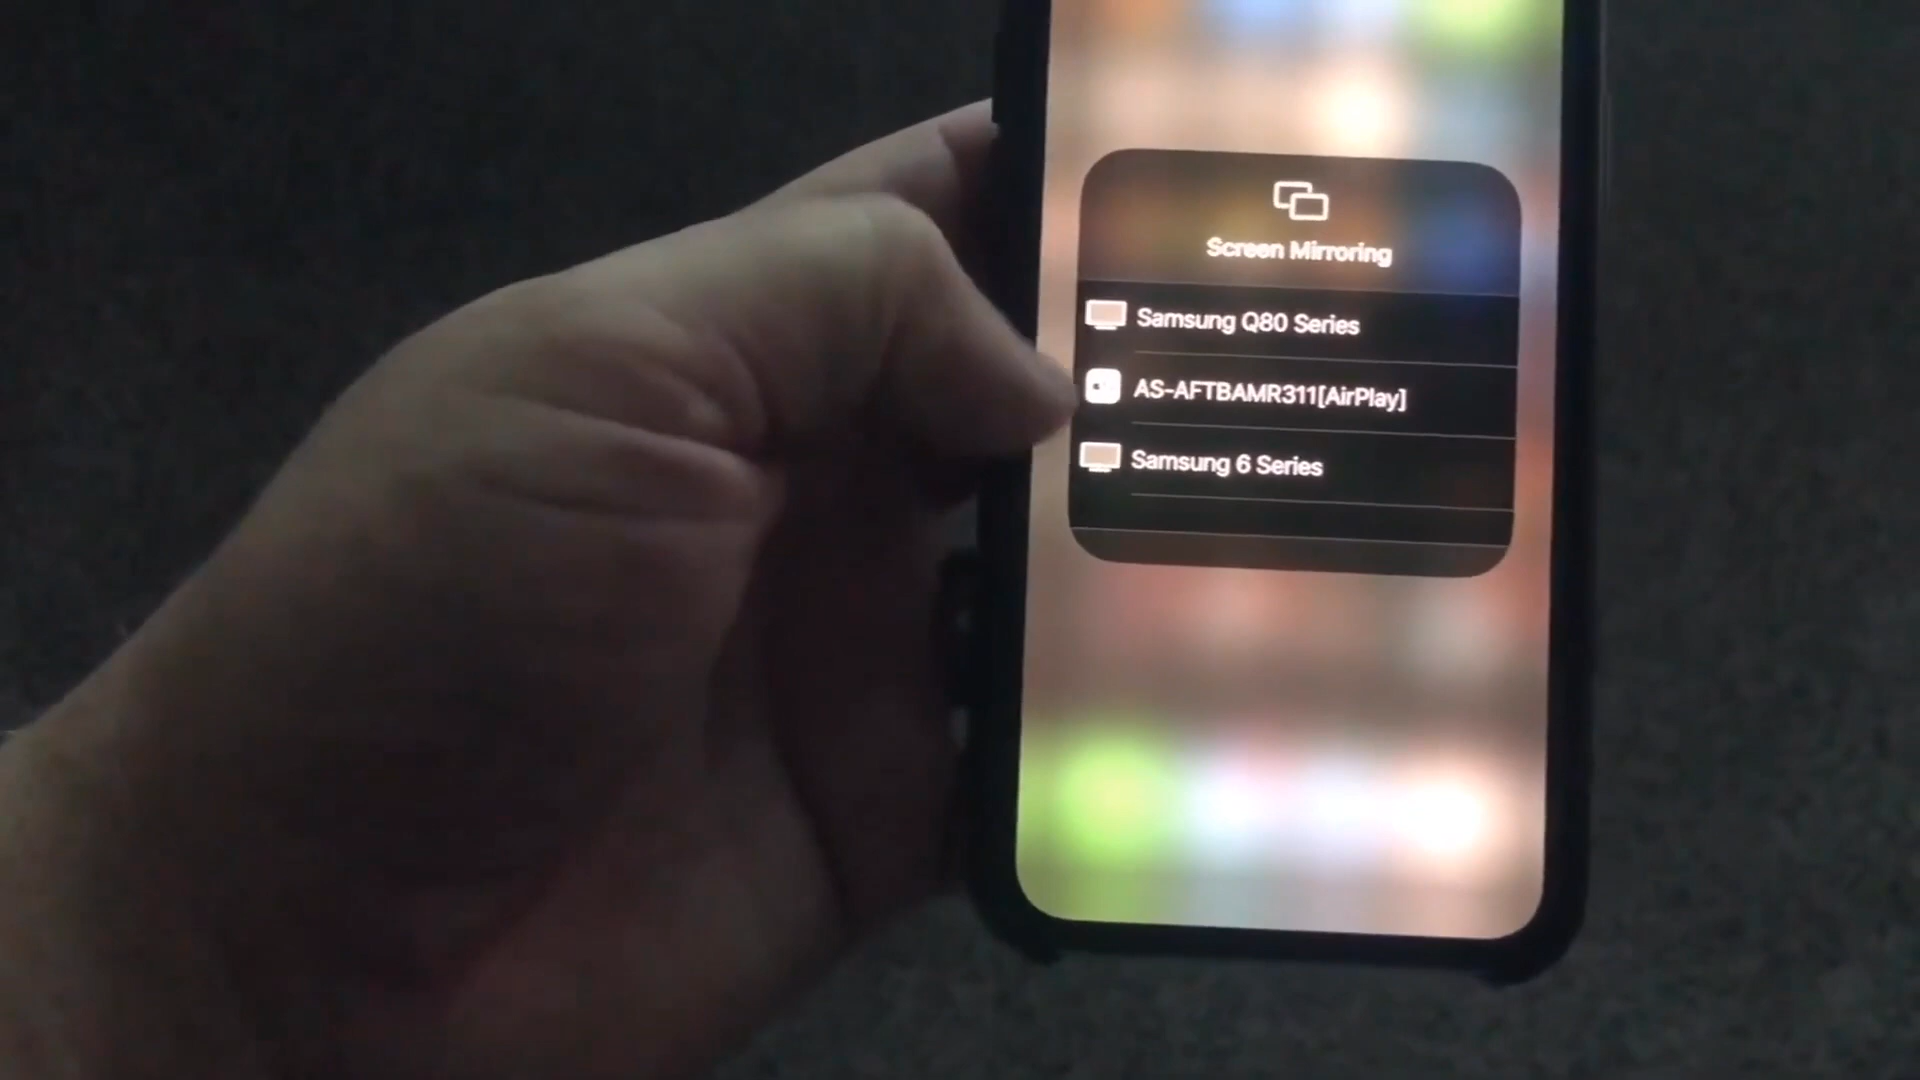 Screen Mirroring
Samsung Q80 Series
AS-AFTBAMR311[AirPlay]
Samsung 6 Series